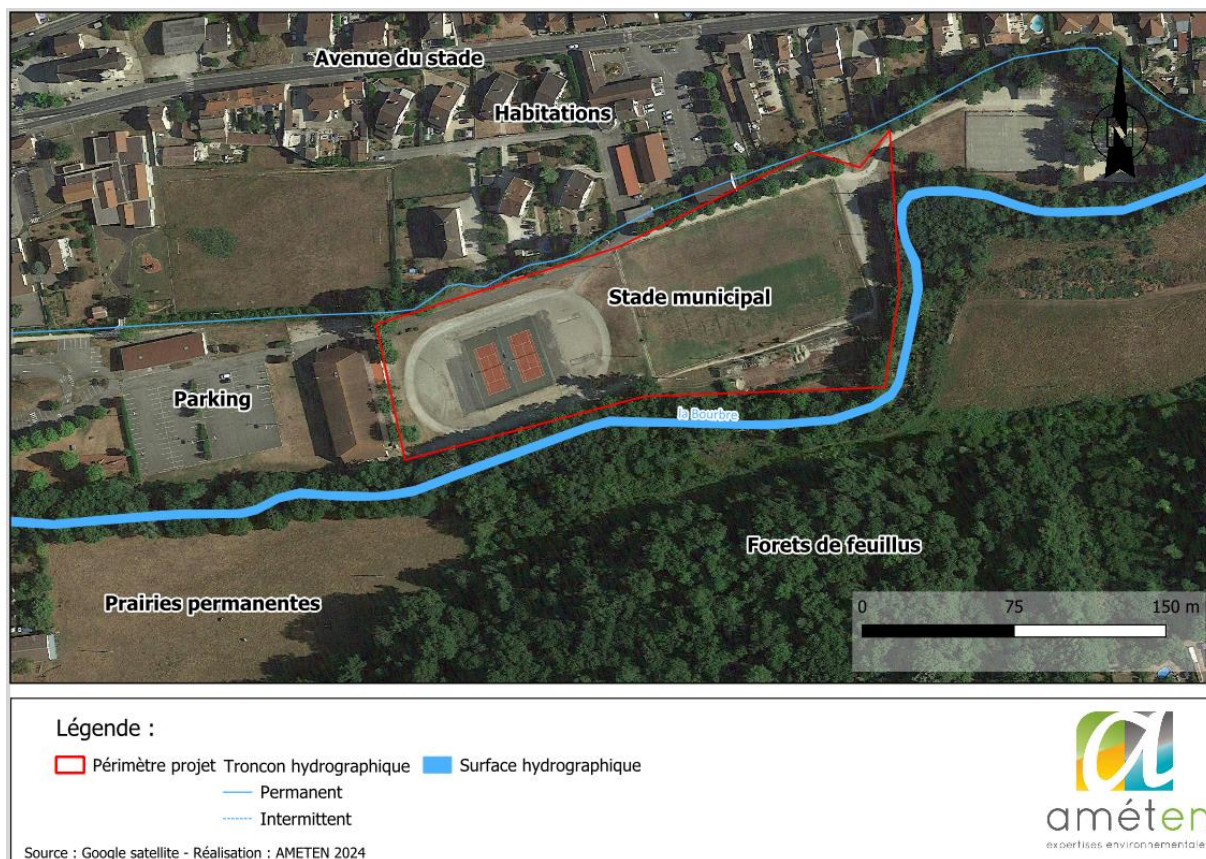 Avenue du stade
Habitations
N
Stade municipal
Parking
la Bourbre
Forets de feuillus
Prairies permanentes
0 75 150 m
Légende :
Périmètre projet Troncon hydrographique Surface hydrographique
Permanent
Intermittent
a
améten
expertises environnementales
Source : Google satellite - Réalisation : AMETEN 2024